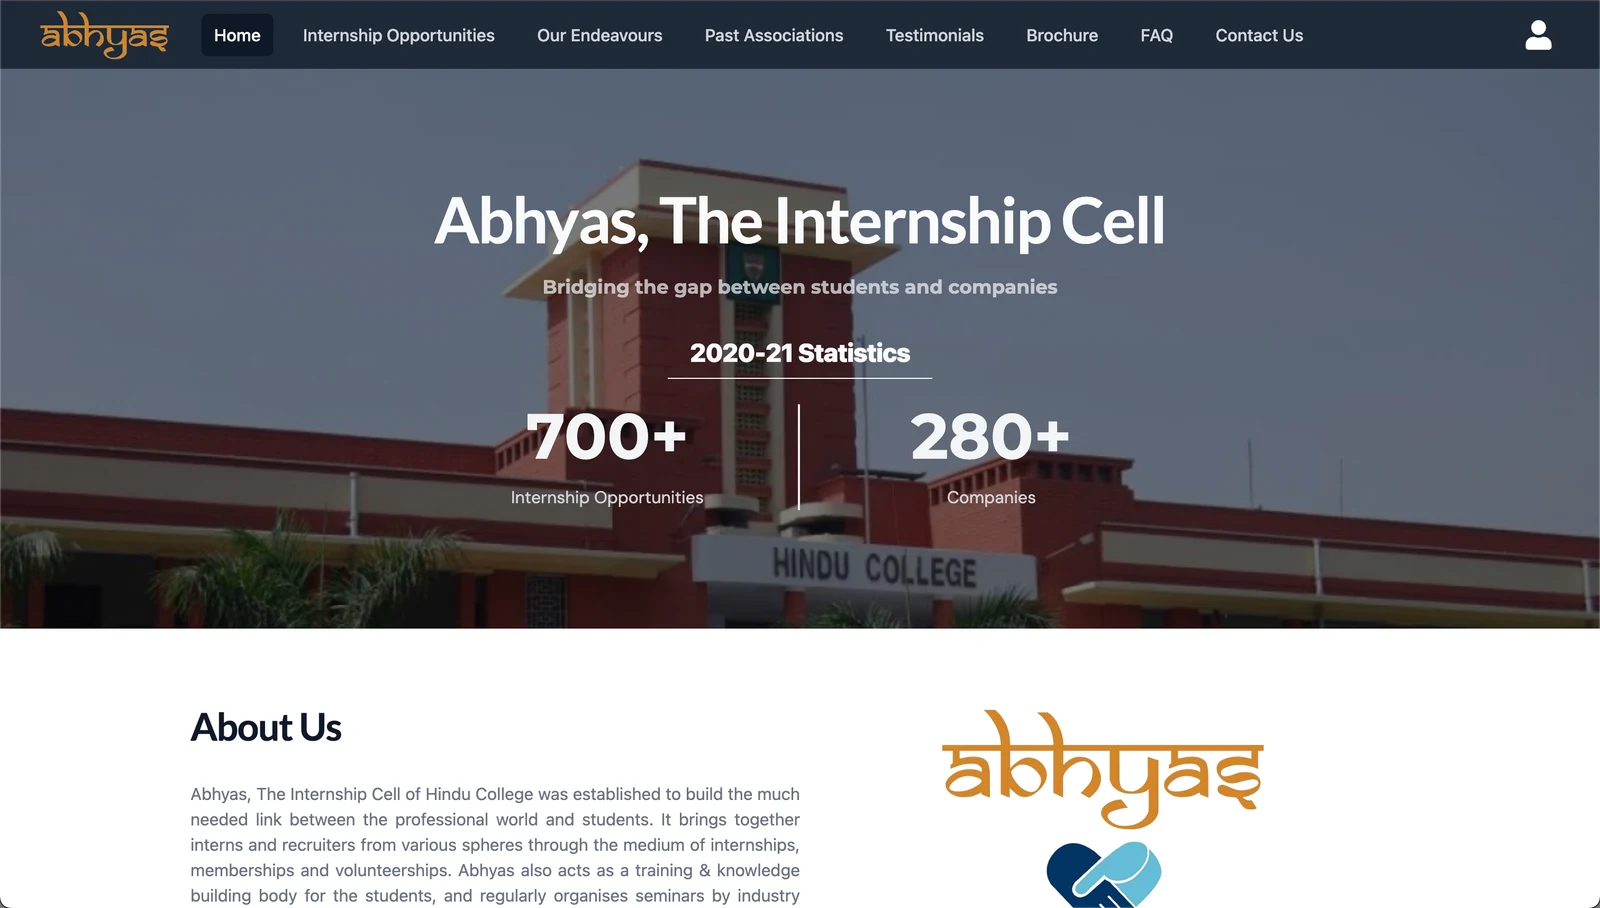 abhyas
Home
Internship Opportunities
Our Endeavours
Past Associations
Testimonials
Brochure
FAQ
Contact Us
Abhyas, The Internship Cell
Bridging the gap between students and companies
2020-21 Statistics
700+
Internship Opportunities
280+
Companies
HINDU COLLEGE
About Us
Abhyas, The Internship Cell of Hindu College was established to build the much
needed link between the professional world and students. It brings together
interns and recruiters from various spheres through the medium of internships,
memberships and volunteerships. Abhyas also acts as a training & knowledge
building body for the students, and regularly organises seminars by industry
abhyas